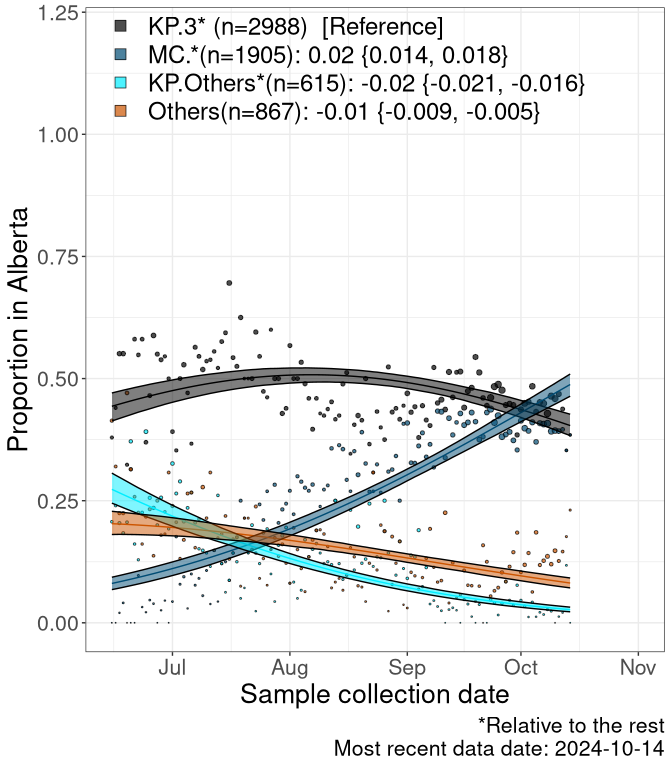 1.25
KP.3* (n=2988)  [Reference]
MC.*(n=1905): 0.02 {0.014, 0.018}
KP.Others*(n=615): -0.02 {-0.021, -0.016}
Others(n=867): -0.01 {-0.009, -0.005}
1.00
0.75
0.50
0.25
0.00
Proportion in Alberta
Jul Aug Sep Oct Nov
Sample collection date
*Relative to the rest
Most recent data date: 2024-10-14